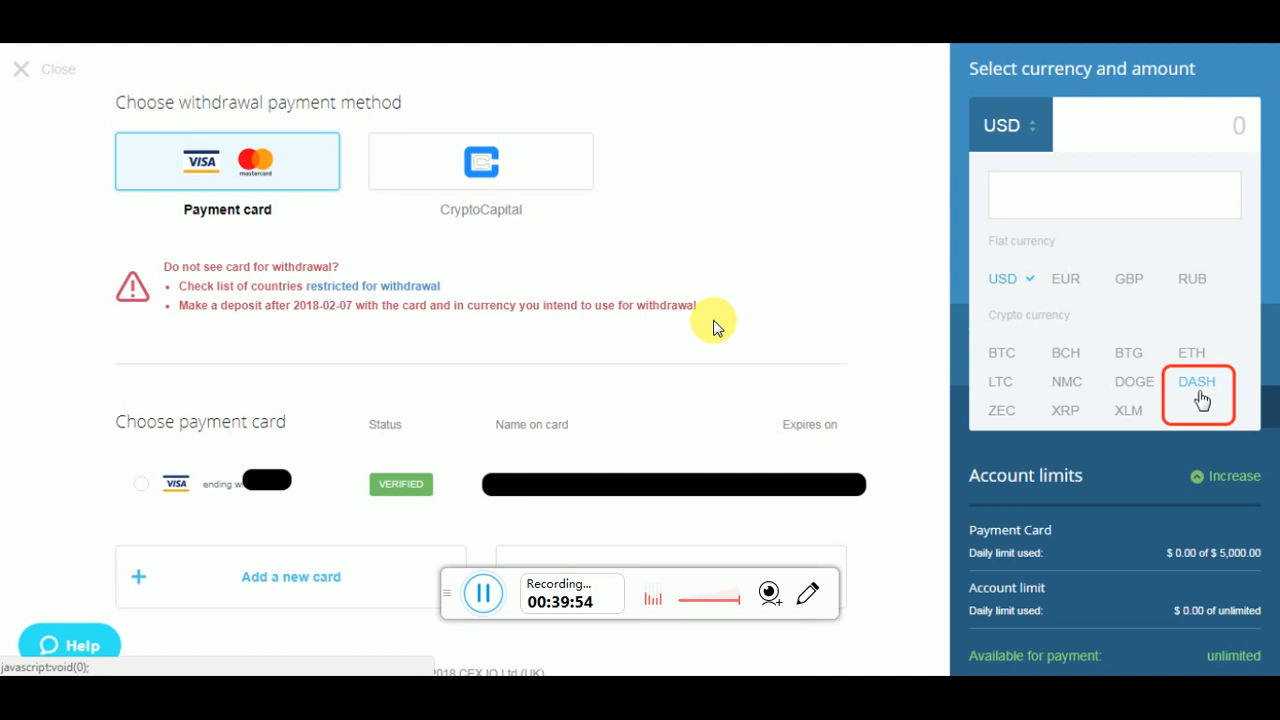 Close
Choose withdrawal payment method
VISA
mastercard
Payment card
CryptoCapital
Do not see card for withdrawal?
• Check list of countries restricted for withdrawal
• Make a deposit after 2018-02-07 with the card and in currency you intend to use for withdrawal
Choose payment card
Status
Name on card
Expires on
VISA ending w
VERIFIED
+ Add a new card
Recording...
00:39:54
Help
javascript:void(0);
2018 CEX.IO Ltd (UK)
Select currency and amount
USD 0
Fiat currency
USD EUR GBP RUB
Crypto currency
BTC BCH BTG ETH
LTC NMC DOGE DASH
ZEC XRP XLM
Account limits
Increase
Payment Card
Daily limit used: $ 0.00 of $ 5,000.00
Account limit
Daily limit used: $ 0.00 of unlimited
Available for payment: unlimited